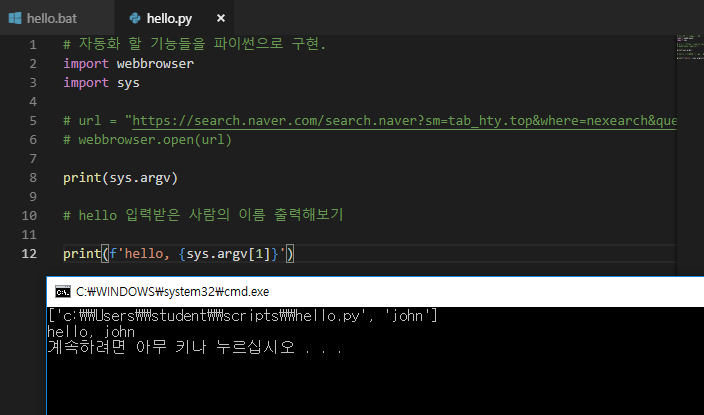 hello.bat
hello.py ×
1 # 자동화 할 기능들을 파이썬으로 구현.
2 import webbrowser
3 import sys
4
5 # url = "https://search.naver.com/search.naver?sm=tab_hty.top&where=nexearch&que
6 # webbrowser.open(url)
7
8 print(sys.argv)
9
10 # hello 입력받은 사람의 이름 출력해보기
11
12 print(f'hello, {sys.argv[1]}')
C:₩WINDOWS₩system32₩cmd.exe
['c:₩₩Users₩₩student₩₩scripts₩₩hello.py', 'john']
hello, john
계속하려면 아무 키나 누르십시오 . . .